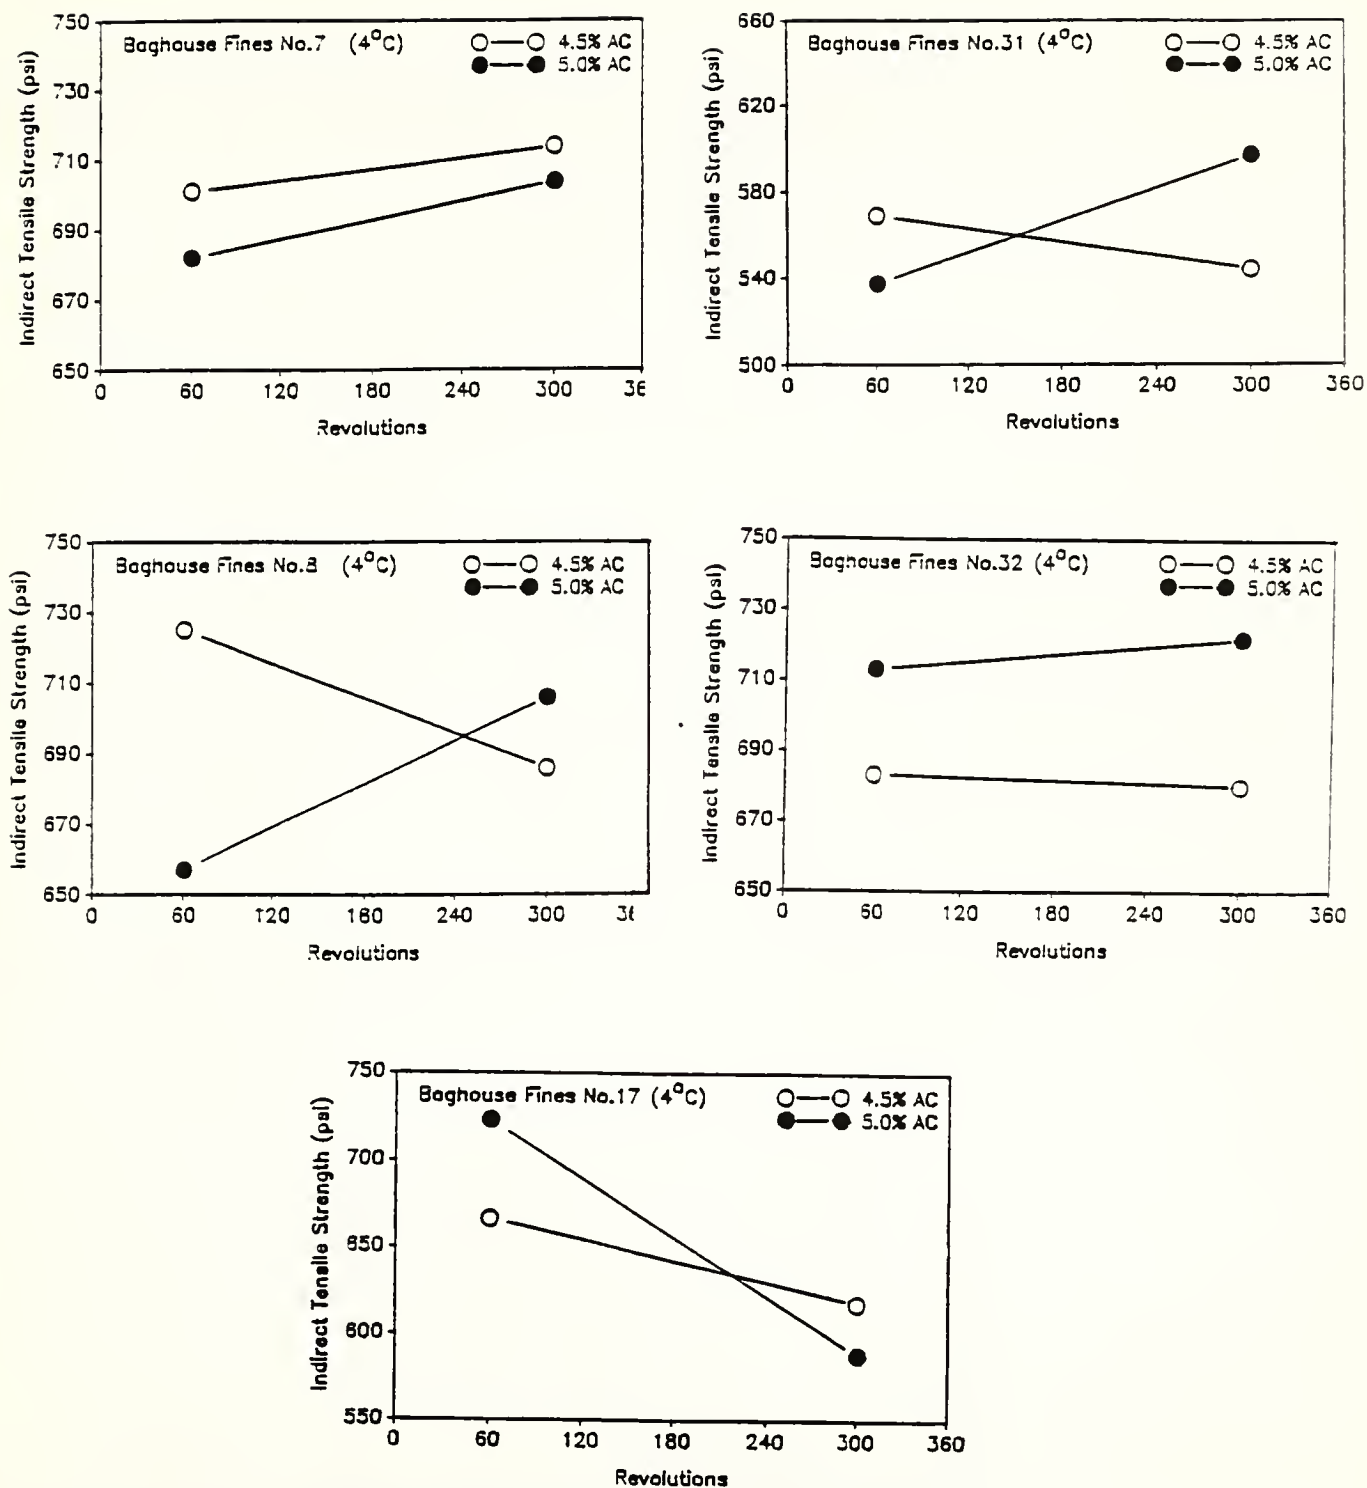 Baghouse Fines No.7 (4°C)
4.5% AC
5.0% AC
Indirect Tensile Strength (psi)
750
730
710
690
670
650
0 60 120 180 240 300 36
Revolutions
Baghouse Fines No.31 (4°C)
4.5% AC
5.0% AC
Indirect Tensile Strength (psi)
660
620
580
540
500
0 60 120 180 240 300 360
Revolutions
Baghouse Fines No.8 (4°C)
4.5% AC
5.0% AC
Indirect Tensile Strength (psi)
750
730
710
690
670
650
0 60 120 180 240 300 36
Revolutions
Baghouse Fines No.32 (4°C)
4.5% AC
5.0% AC
Indirect Tensile Strength (psi)
750
730
710
690
670
650
0 60 120 180 240 300 360
Revolutions
Baghouse Fines No.17 (4°C)
4.5% AC
5.0% AC
Indirect Tensile Strength (psi)
750
700
650
600
550
0 60 120 180 240 300 360
Revolutions